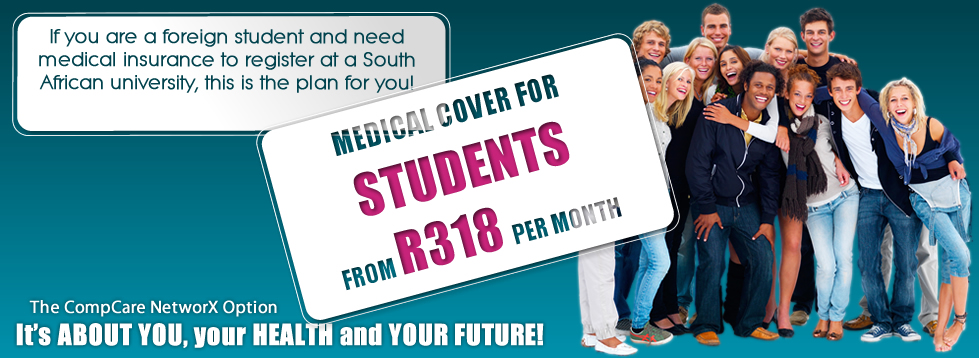 If you are a foreign student and need
medical insurance to register at a South
African university, this is the plan for you!
MEDICAL COVER FOR
STUDENTS
FROM R318 PER MONTH
The CompCare NetworX Option
It's ABOUT YOU, your HEALTH and YOUR FUTURE!